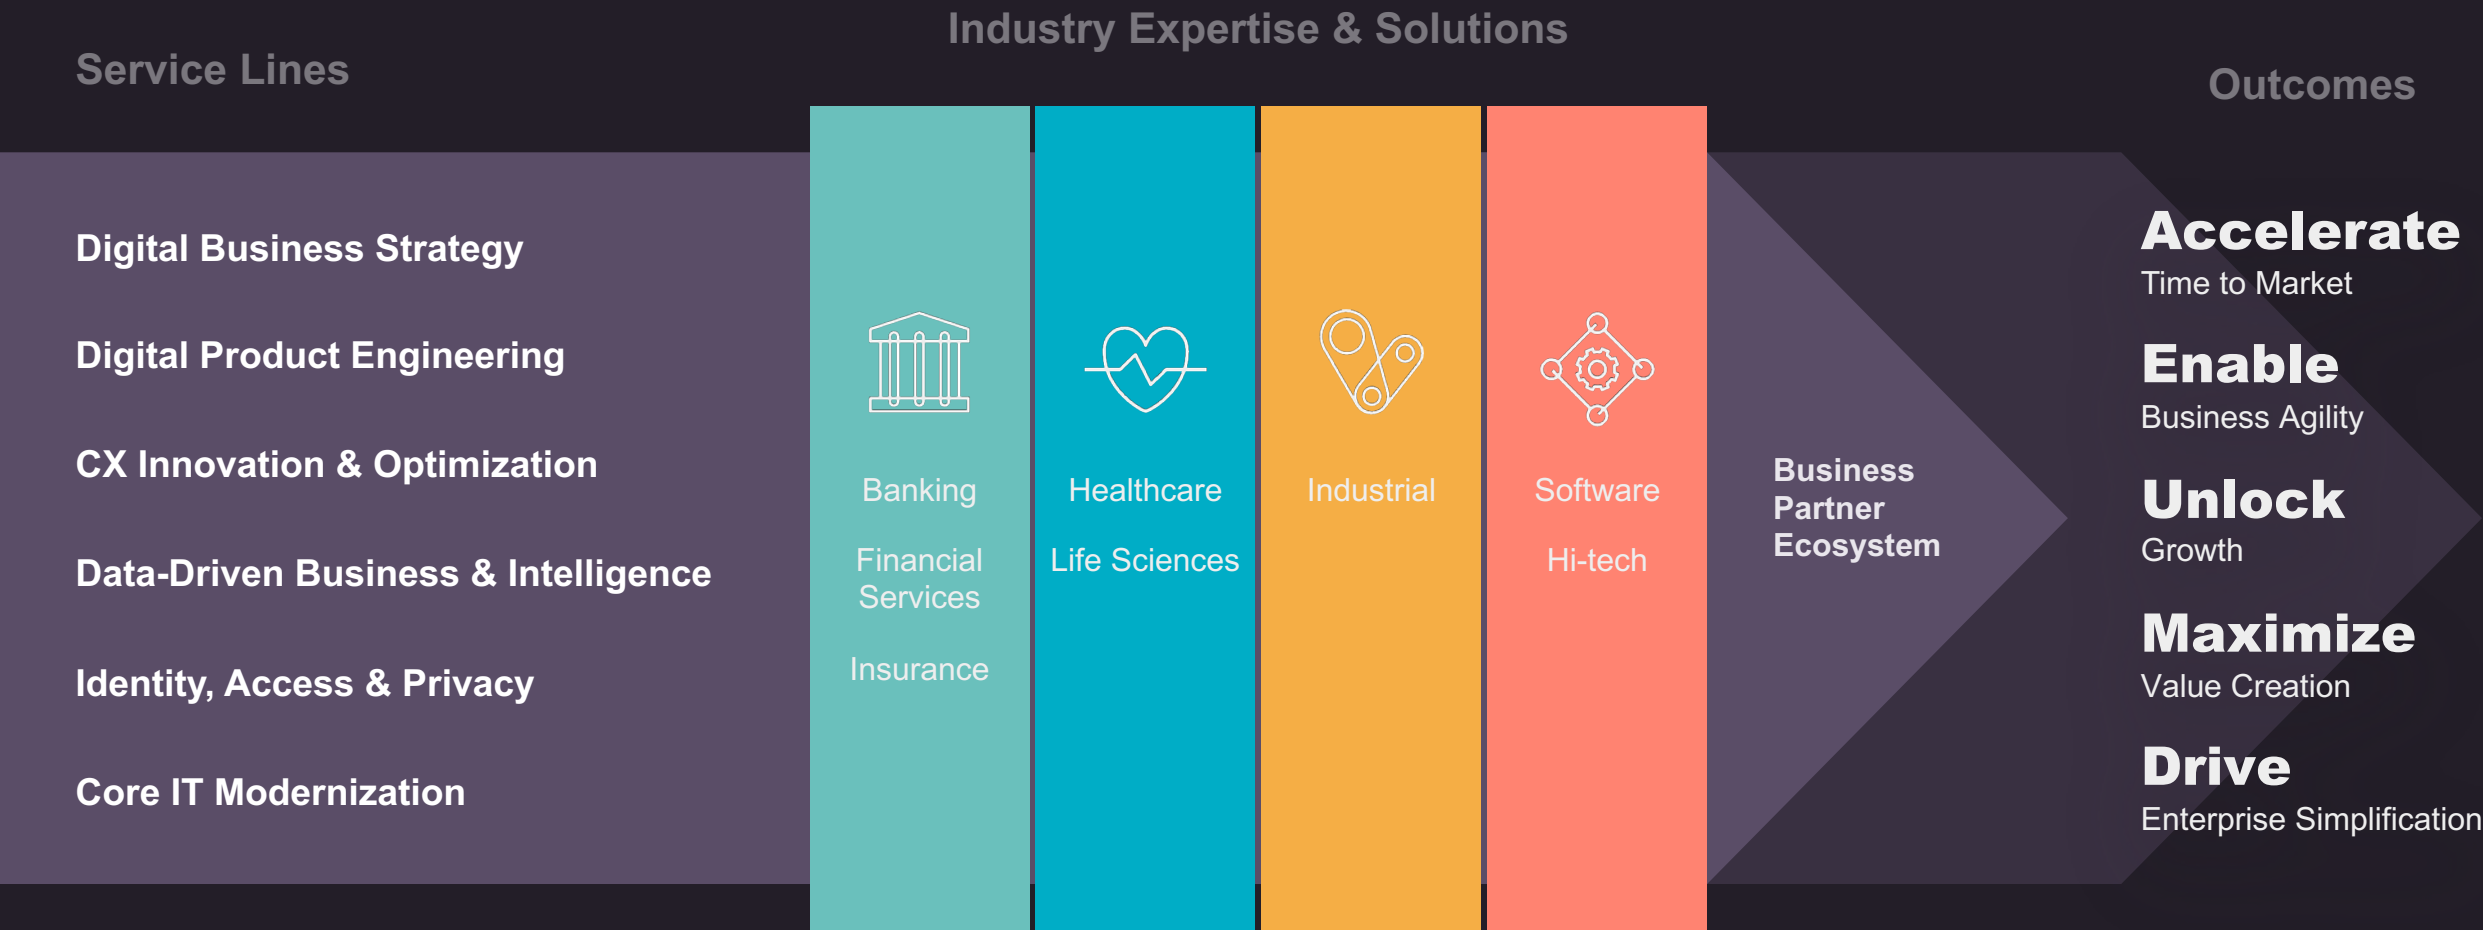 Industry Expertise & Solutions
Service Lines
Outcomes
Digital Business Strategy
Digital Product Engineering
CX Innovation & Optimization
Data-Driven Business & Intelligence
Identity, Access & Privacy
Core IT Modernization
Banking
Financial
Services
Insurance
Healthcare
Life Sciences
Industrial
Software
Hi-tech
Business
Partner
Ecosystem
Accelerate
Time to Market
Enable
Business Agility
Unlock
Growth
Maximize
Value Creation
Drive
Enterprise Simplification